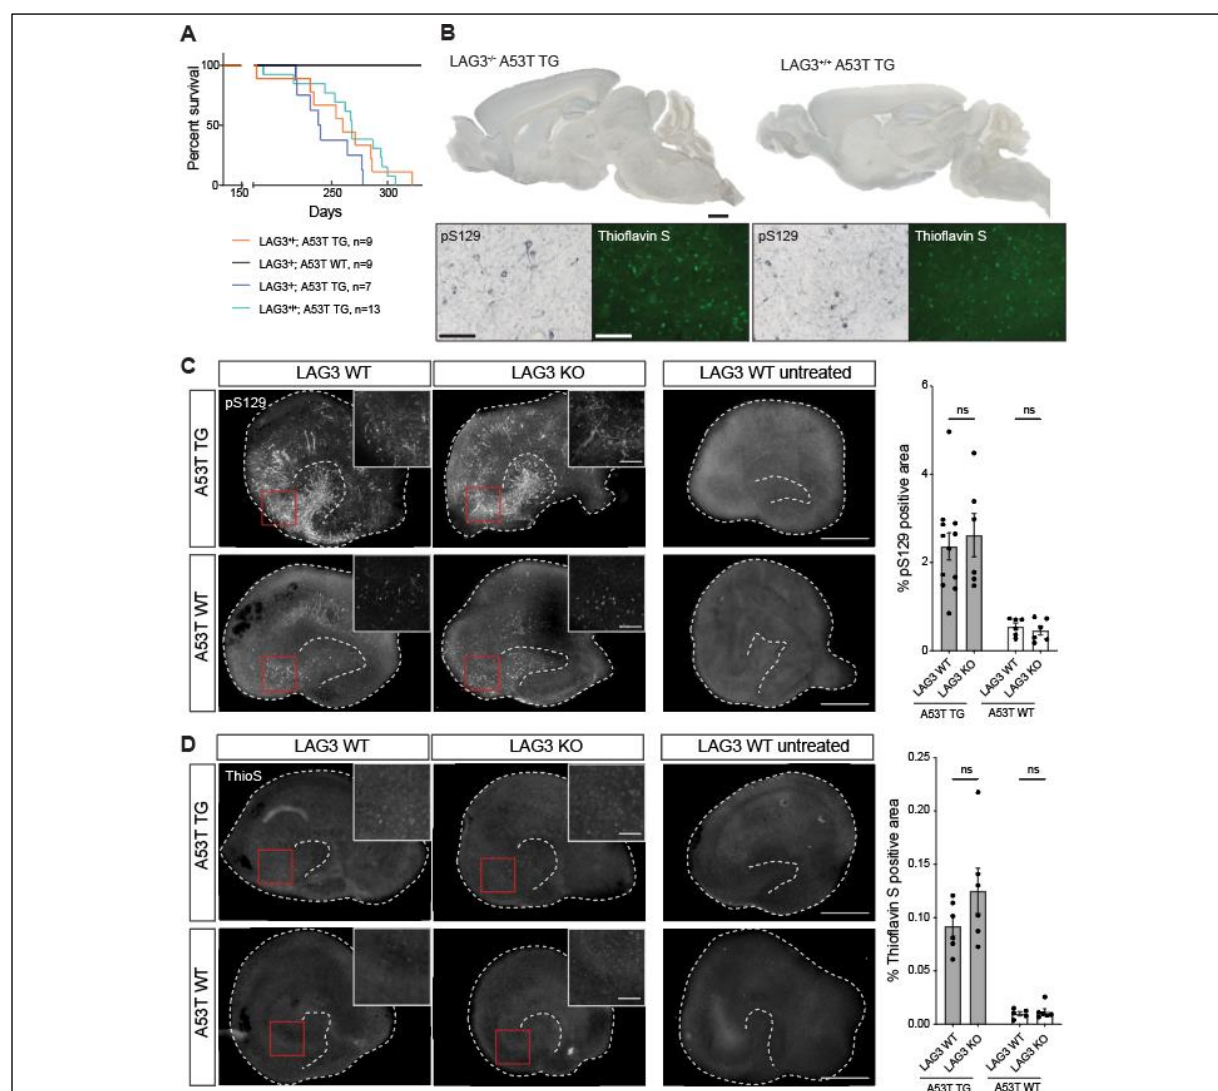 A
Percent survival
100
50
0
150
250
300
Days
LAG3+/-; A53T TG, n=9
LAG3-/-; A53T WT, n=9
LAG3-/-; A53T TG, n=7
LAG3+/+; A53T TG, n=13
B
LAG3-/- A53T TG
LAG3+/+ A53T TG
pS129
Thioflavin S
pS129
Thioflavin S
C
LAG3 WT
LAG3 KO
LAG3 WT untreated
A53T TG
pS129
A53T WT
% pS129 positive area
6
4
2
0
ns
ns
LAG3 WT
LAG3 KO
LAG3 WT
LAG3 KO
A53T TG
A53T WT
D
LAG3 WT
LAG3 KO
LAG3 WT untreated
A53T TG
ThioS
A53T WT
% Thioflavin S positive area
0.25
0.20
0.15
0.10
0.05
0.00
ns
ns
LAG3 WT
LAG3 KO
LAG3 WT
LAG3 KO
A53T TG
A53T WT